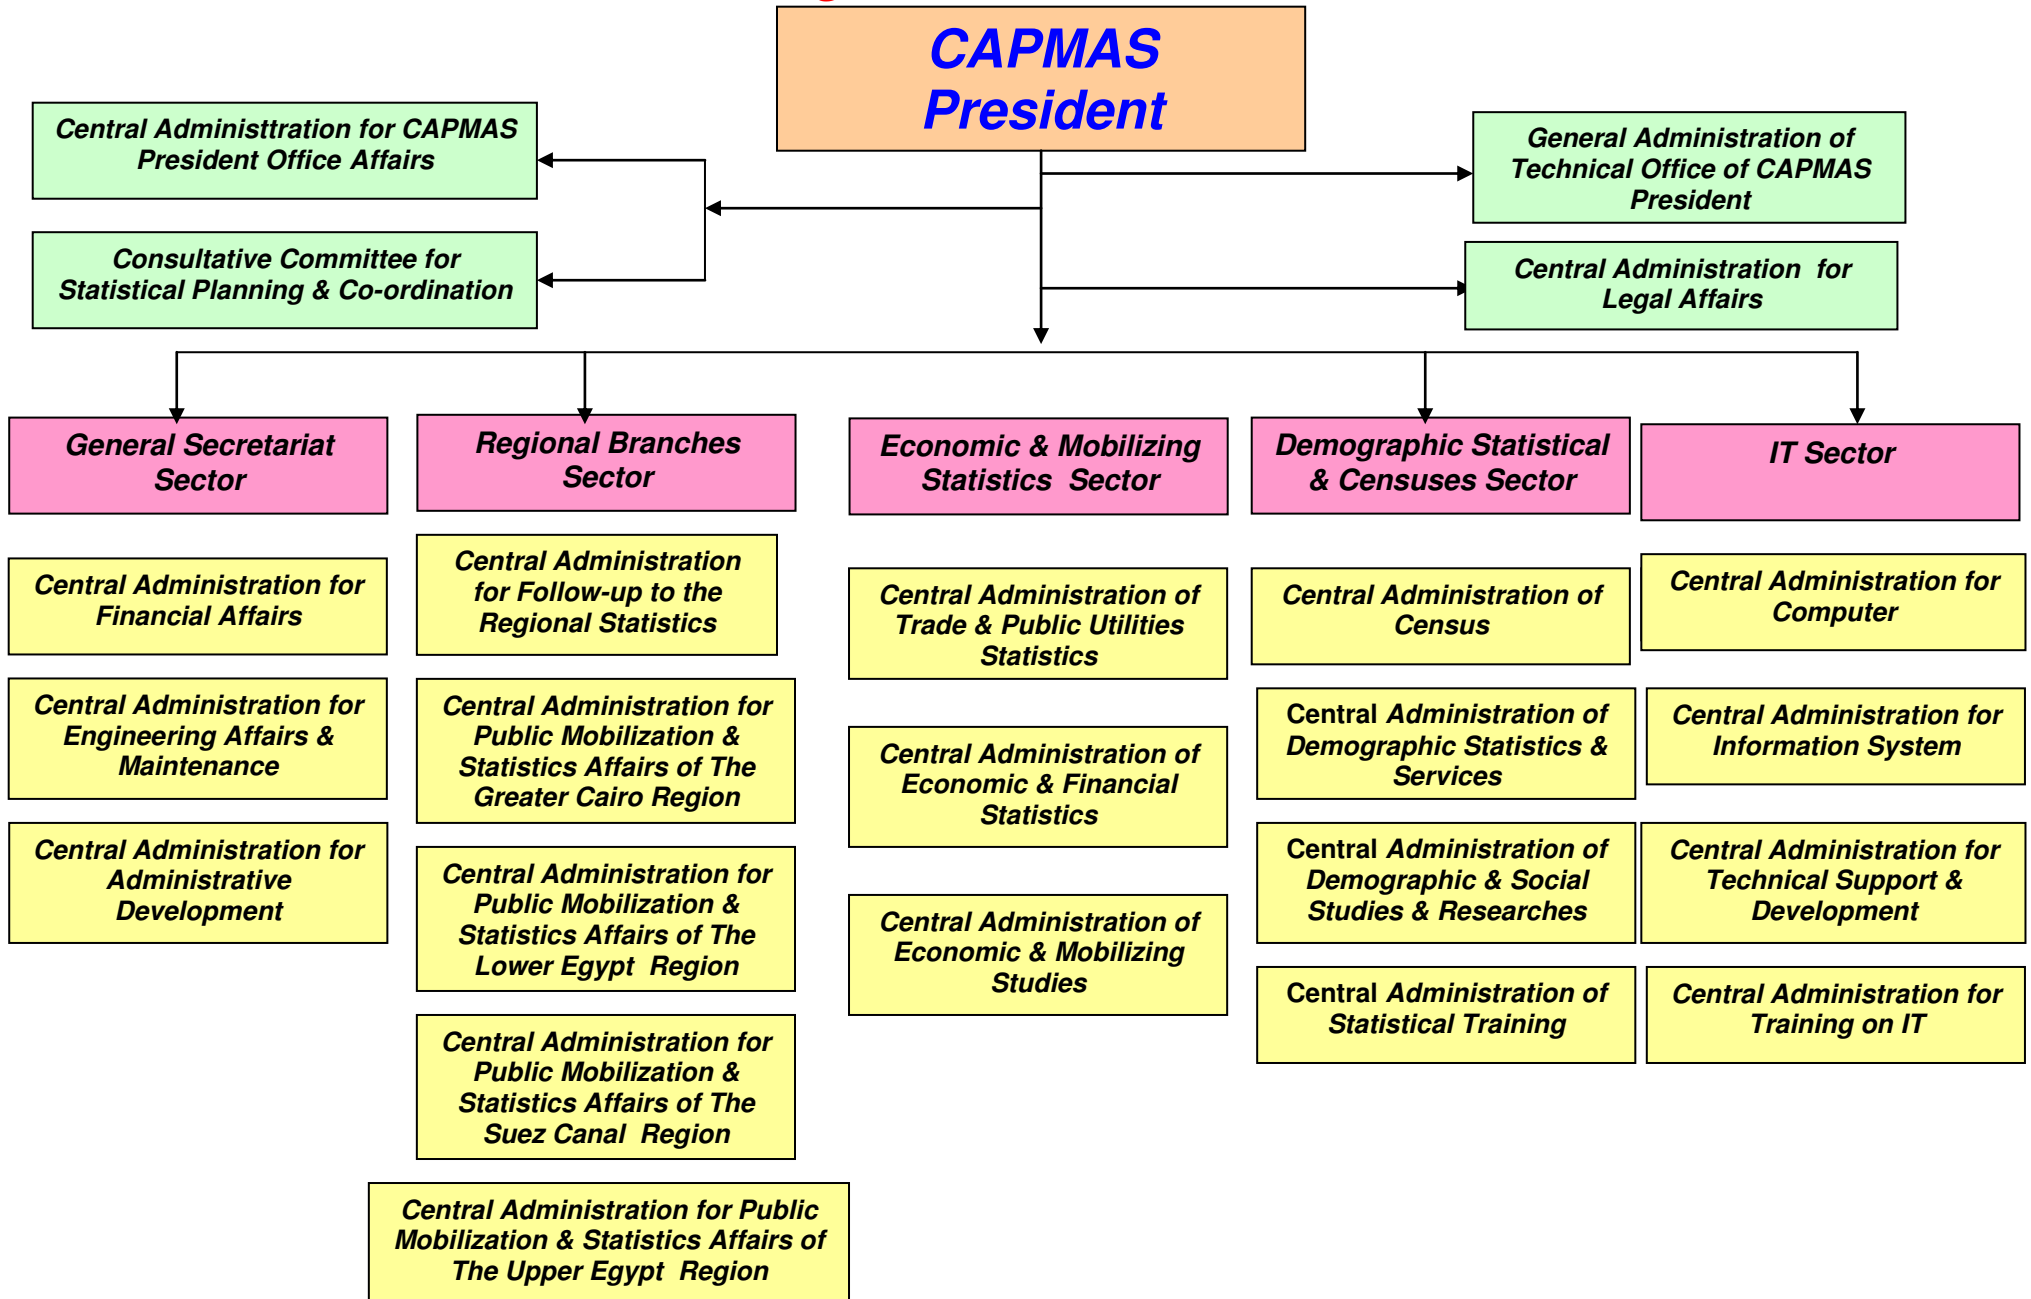 CAPMAS
President
Central Administtration for CAPMAS
President Office Affairs
General Administration of
Technical Office of CAPMAS
President
Consultative Committee for
Statistical Planning & Co-ordination
Central Administration for
Legal Affairs
General Secretariat
Sector
Regional Branches
Sector
Economic & Mobilizing
Statistics Sector
Demographic Statistical
& Censuses Sector
IT Sector
Central Administration for
Financial Affairs
Central Administration for
Engineering Affairs &
Maintenance
Central Administration for
Administrative
Development
Central Administration
for Follow-up to the
Regional Statistics
Central Administration for
Public Mobilization &
Statistics Affairs of The
Greater Cairo Region
Central Administration for
Public Mobilization &
Statistics Affairs of The
Lower Egypt Region
Central Administration for
Public Mobilization &
Statistics Affairs of The
Suez Canal Region
Central Administration for Public
Mobilization & Statistics Affairs of
The Upper Egypt Region
Central Administration of
Trade & Public Utilities
Statistics
Central Administration of
Economic & Financial
Statistics
Central Administration of
Economic & Mobilizing
Studies
Central Administration of
Census
Central Administration of
Demographic Statistics &
Services
Central Administration of
Demographic & Social
Studies & Researches
Central Administration of
Statistical Training
Central Administration for
Computer
Central Administration for
Information System
Central Administration for
Technical Support &
Development
Central Administration for
Training on IT